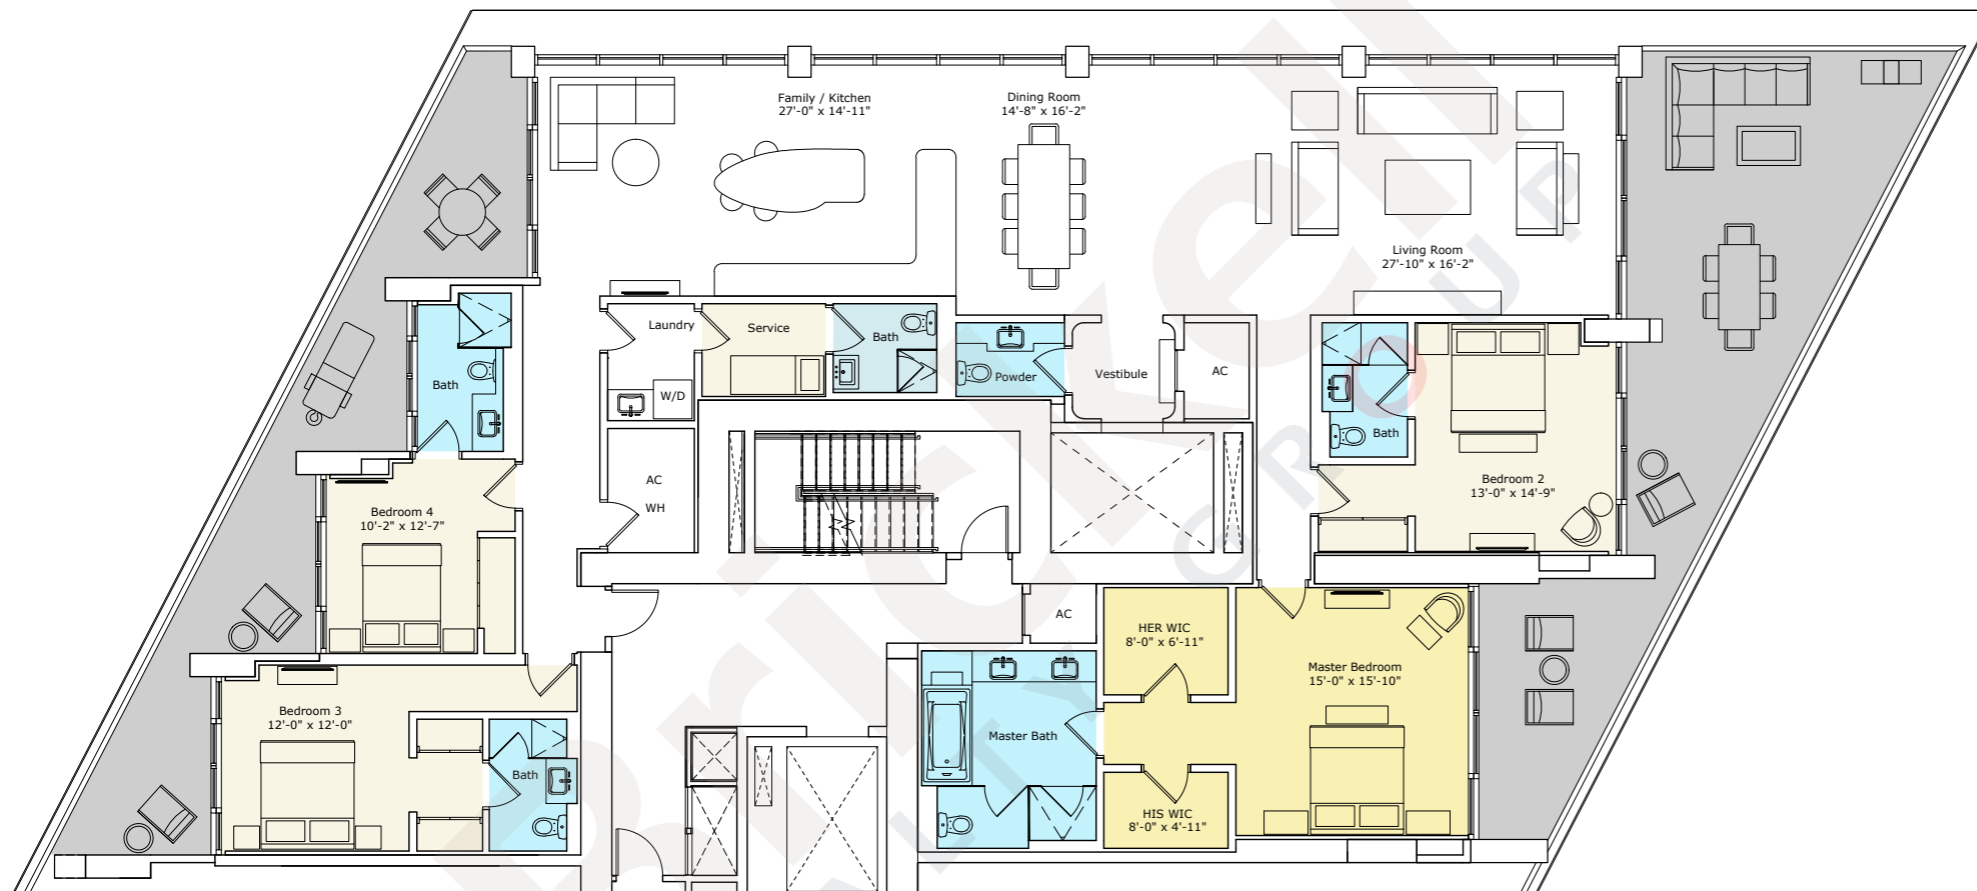 Family / Kitchen
27'-0" x 14'-11"
Dining Room
14'-8" x 16'-2"
Living Room
27'-10" x 16'-2"
Laundry
Service
Bath
Powder
Vestibule
AC
W/D
Bath
Bath
AC
WH
Bedroom 2
13'-0" x 14'-9"
Bedroom 4
10'-2" x 12'-7"
AC
HER WIC
8'-0" x 6'-11"
Master Bedroom
15'-0" x 15'-10"
Bedroom 3
12'-0" x 12'-0"
Master Bath
Bath
HIS WIC
8'-0" x 4'-11"
Brickell
REALTY GROUP